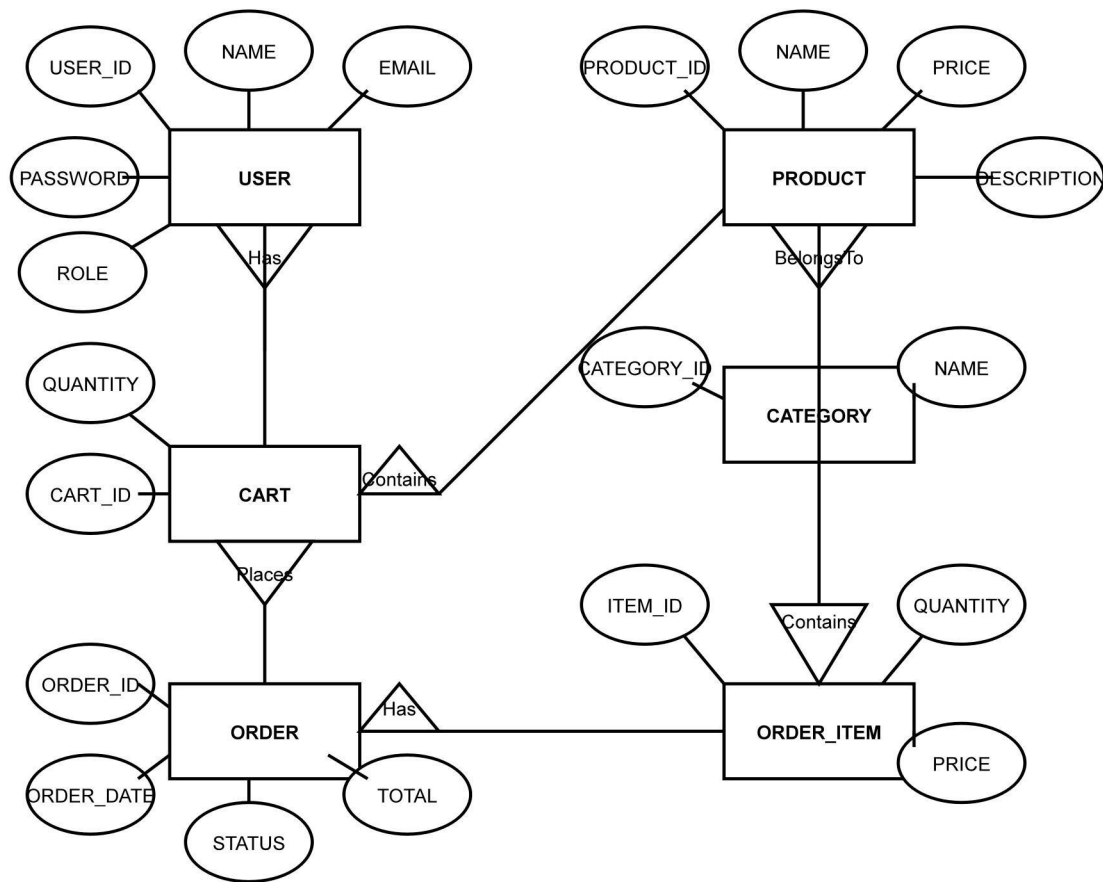 NAME
NAME
USER_ID
EMAIL
PRODUCT_ID
PRICE
PASSWORD
USER
PRODUCT
DESCRIPTION
Has
BelongsTo
ROLE
QUANTITY
CATEGORY_ID
NAME
CATEGORY
Contains
CART_ID
CART
Places
ITEM_ID
QUANTITY
Contains
ORDER_ID
Has
ORDER
ORDER_ITEM
PRICE
ORDER_DATE
TOTAL
STATUS